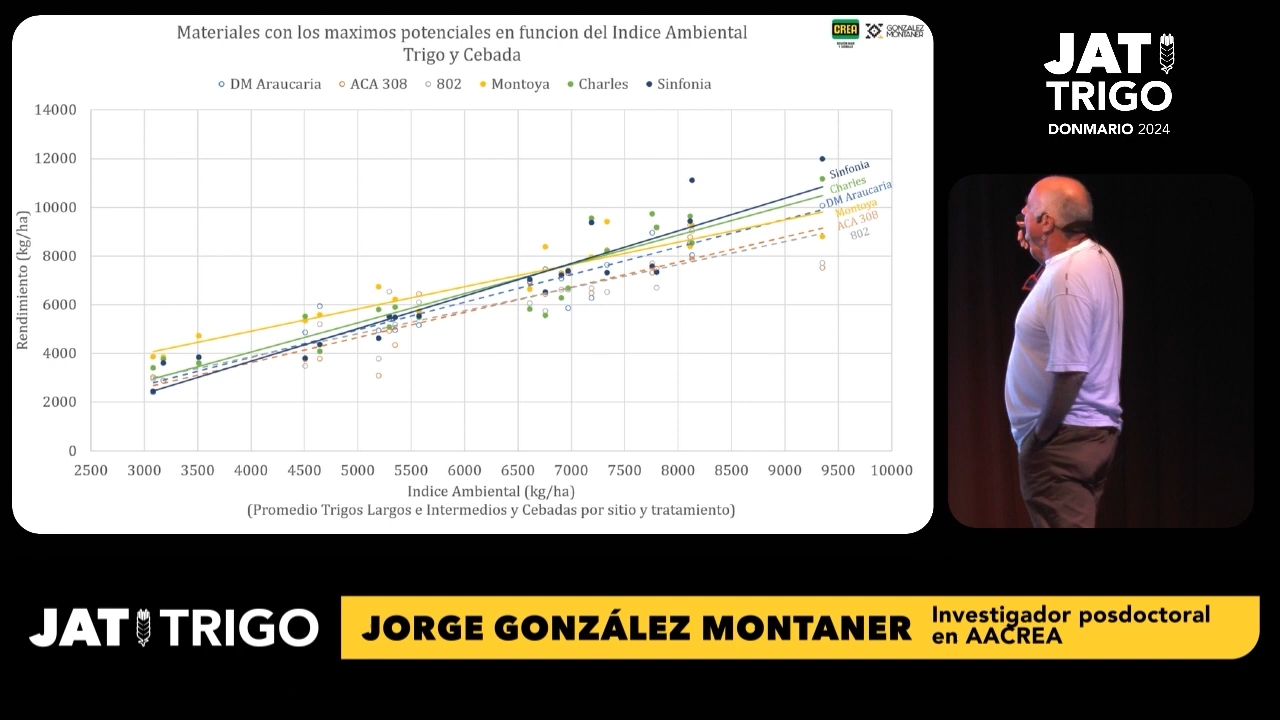 Materiales con los maximos potenciales en funcion del Indice Ambiental
Trigo y Cebada
CREA
GONZALEZ
MONTANER
DM Araucaria
ACA 308
802
Montoya
Charles
Sinfonia
14000
12000
10000
8000
6000
4000
2000
0
Rendimiento (kg/ha)
Sinfonia
Charles
DM Araucaria
Montoya
ACA 308
802
2500 3000 3500 4000 4500 5000 5500 6000 6500 7000 7500 8000 8500 9000 9500 10000
Indice Ambiental (kg/ha)
(Promedio Trigos Largos e Intermedios y Cebadas por sitio y tratamiento)
JAT
TRIGO
DONMARIO 2024
JAT TRIGO
JORGE GONZÁLEZ MONTANER
Investigador posdoctoral
en AACREA